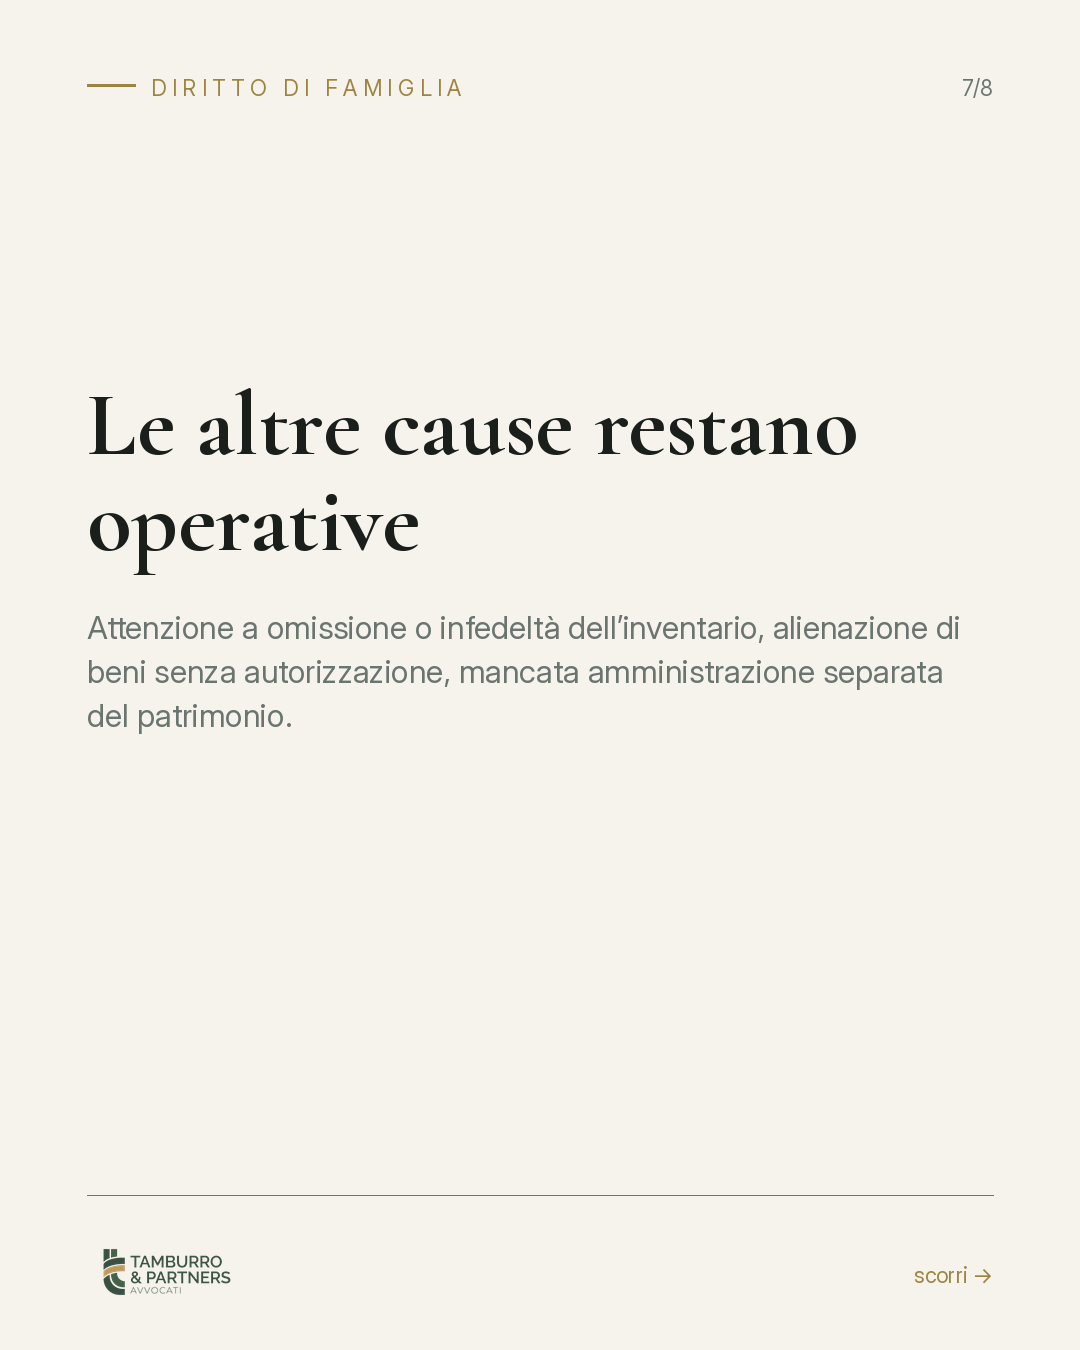 DIRITTO DI FAMIGLIA
7/8
Le altre cause restano
operative
Attenzione a omissione o infedeltà dell’inventario, alienazione di
beni senza autorizzazione, mancata amministrazione separata
del patrimonio.
TAMBURRO
& PARTNERS
AVVOCATI
scorri →